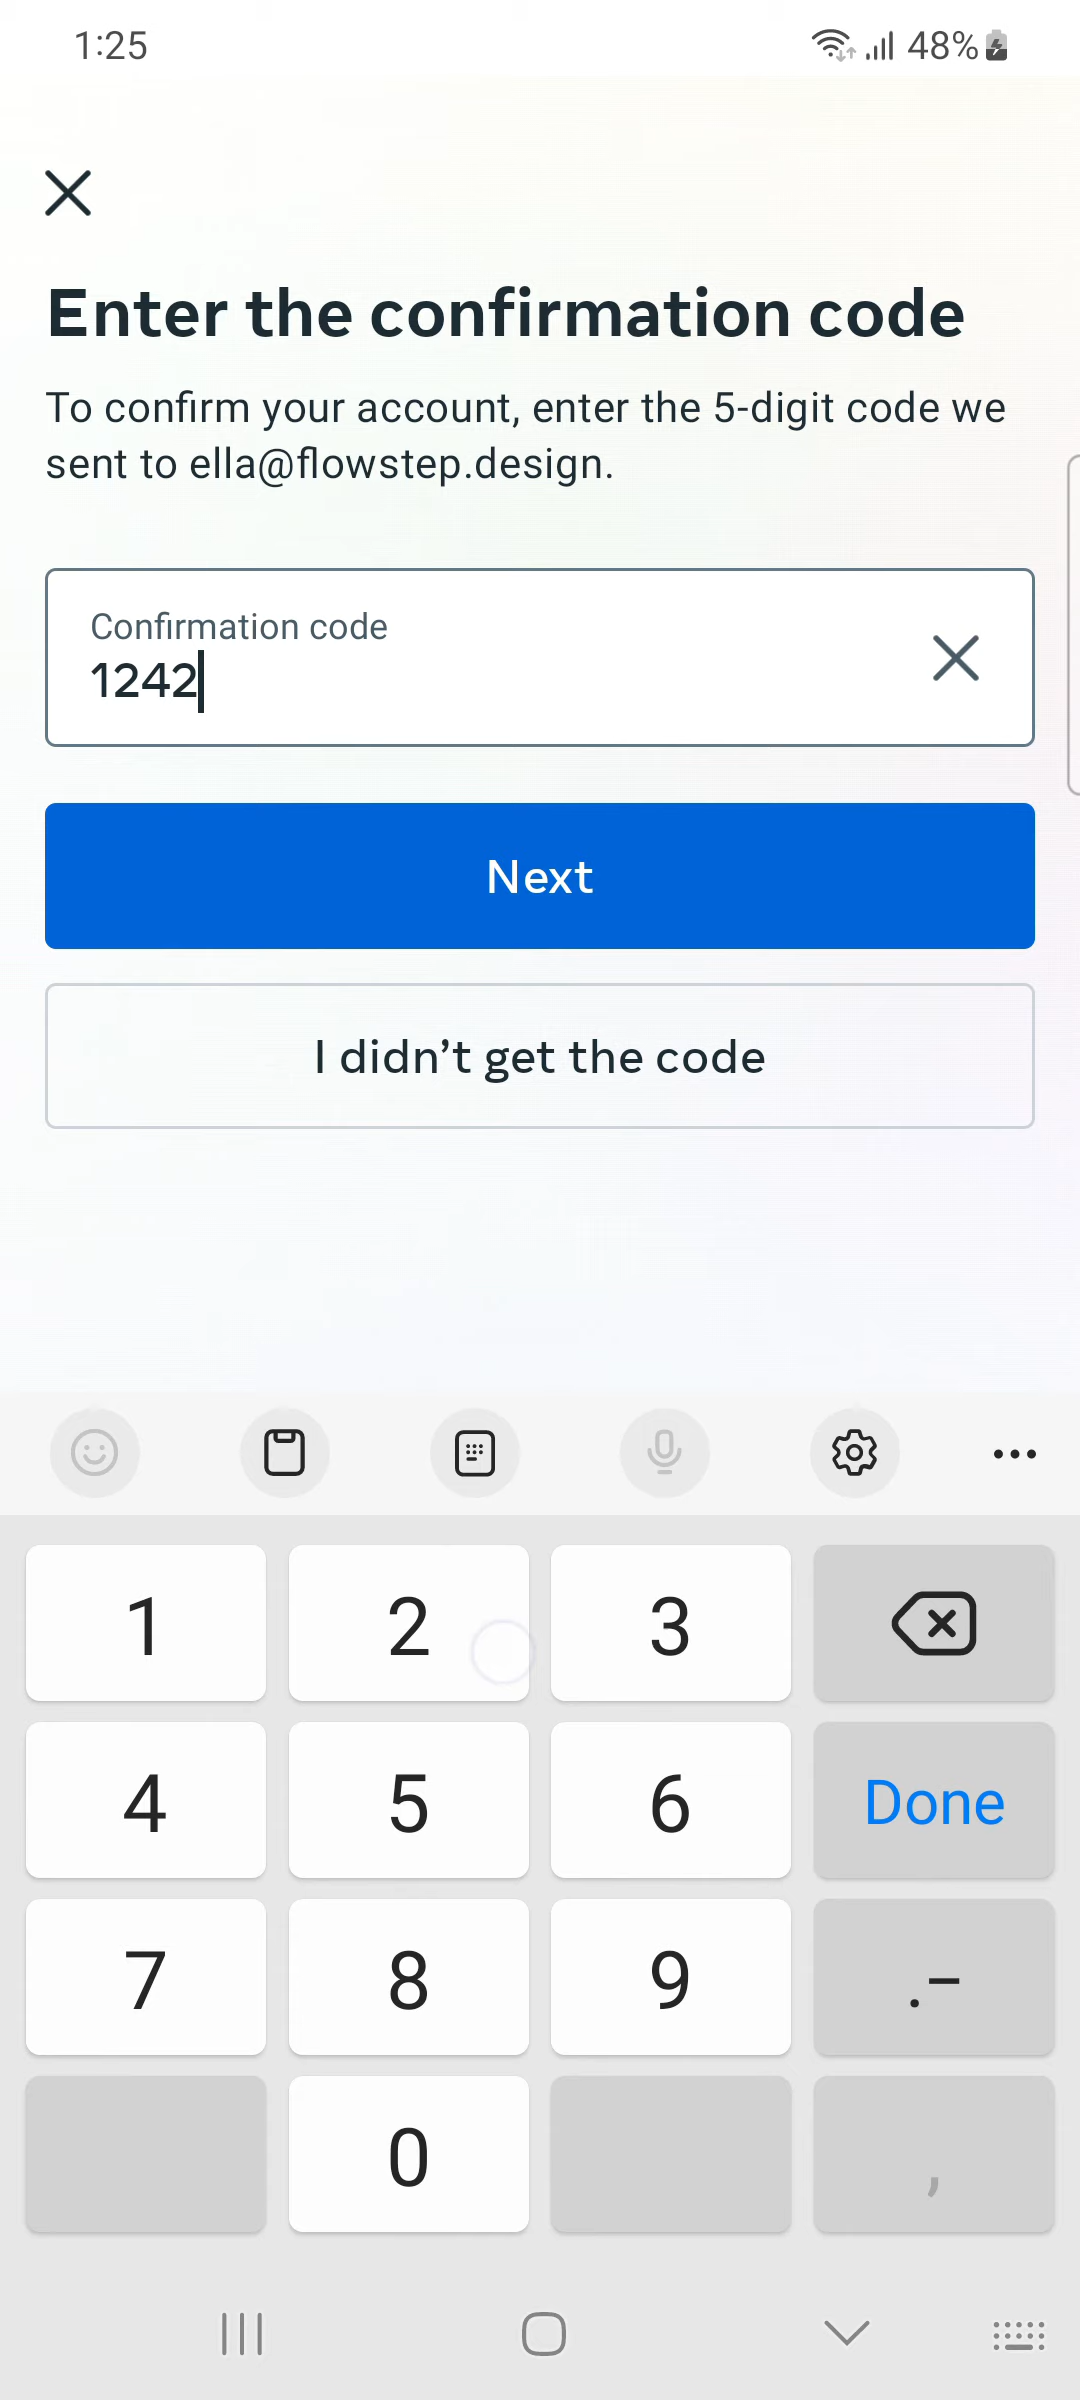 1:25
48%
Enter the confirmation code
To confirm your account, enter the 5-digit code we
sent to ella@flowstep.design.
Confirmation code
1242
Next
I didn’t get the code
1 2 3
4 5 6 Done
7 8 9 .-
0 ,